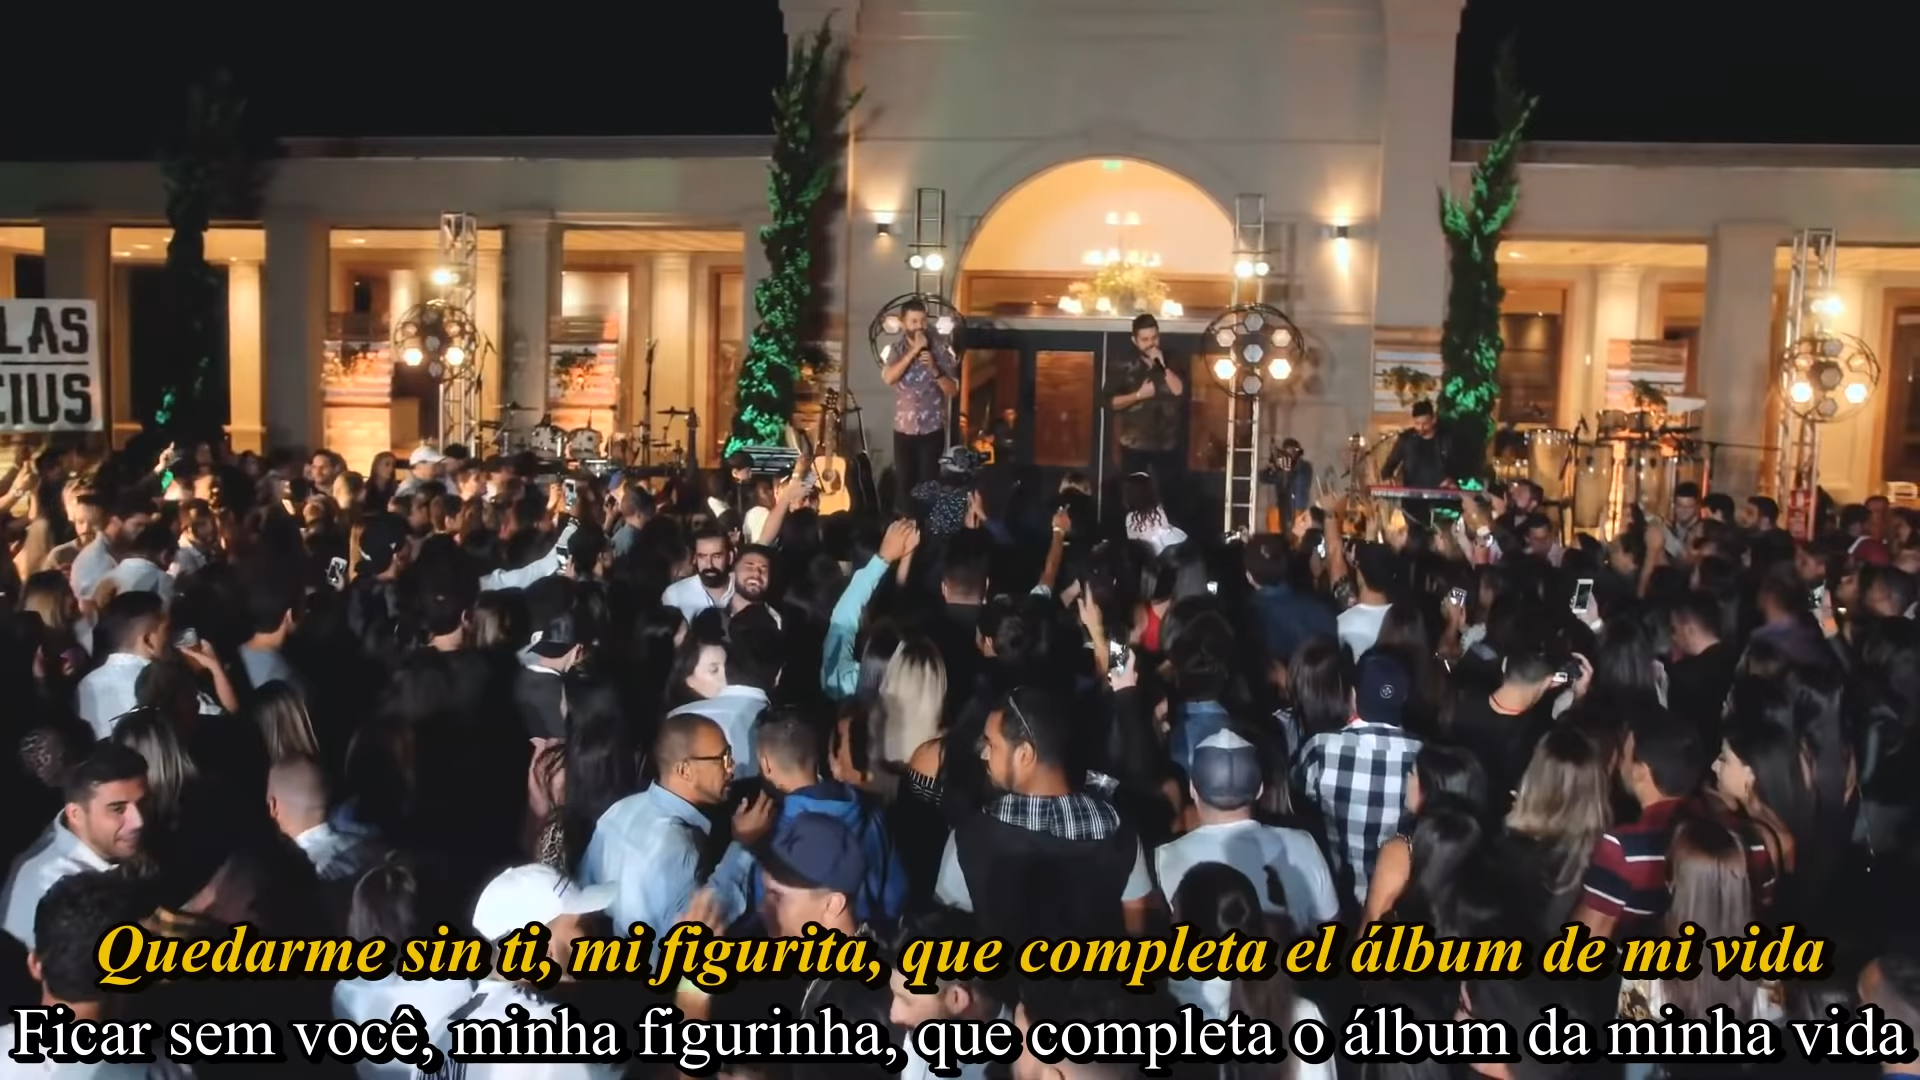 LAS
CIUS
Quedarme sin ti, mi figurita, que completa el álbum de mi vida
Ficar sem você, minha figurinha, que completa o álbum da minha vida